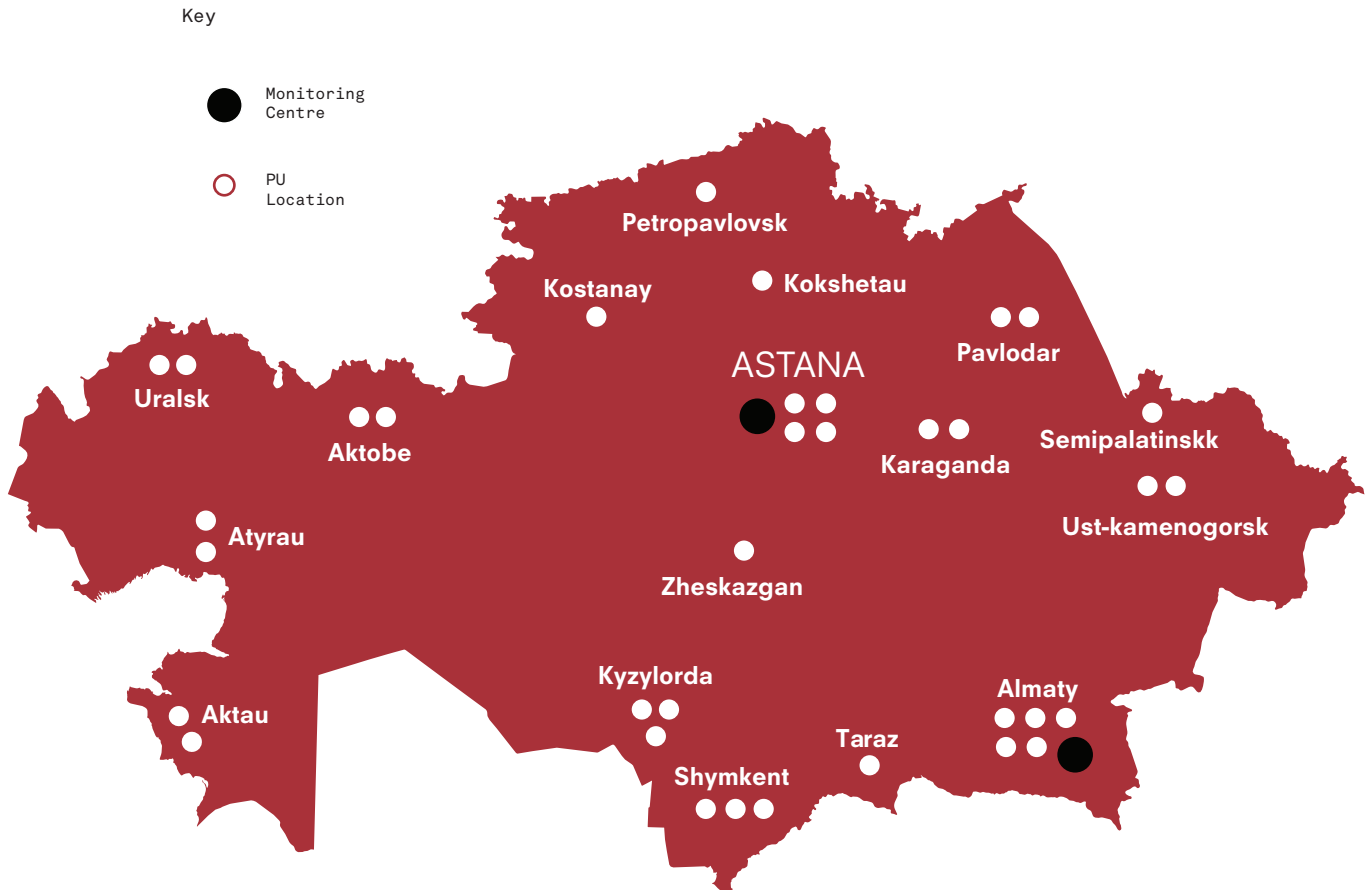 Key
Monitoring
Centre
PU
Location
Petropavlovsk
Kokshetau
Kostanay
Pavlodar
ASTANA
Uralsk
Aktobe
Semipalatinskk
Karaganda
Ust-kamenogorsk
Atyrau
Zheskazgan
Kyzylorda
Almaty
Aktau
Taraz
Shymkent